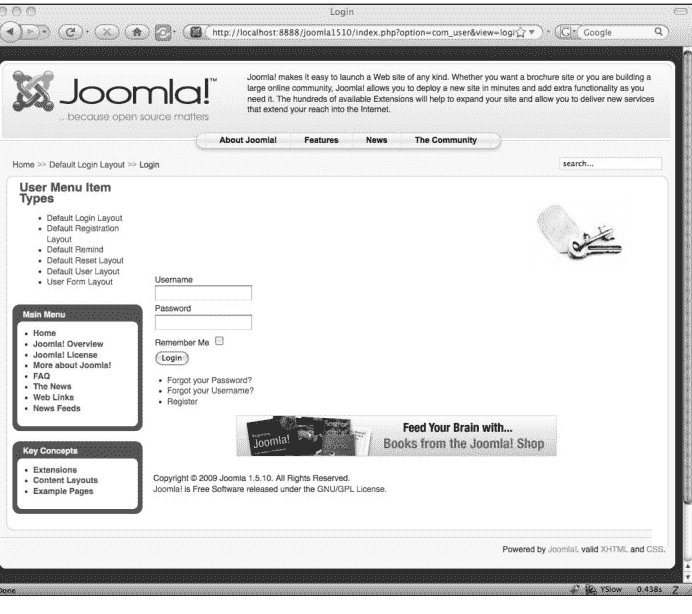 Login
http://localhost:8888/joomla1510/index.php?option=com_user&view=logi
Google
Joomla!™
... because open source matters
Joomla! makes it easy to launch a Web site of any kind. Whether you want a brochure site or you are building a
large online community, Joomla! allows you to deploy a new site in minutes and add extra functionality as you
need it. The hundreds of available Extensions will help to expand your site and allow you to deliver new services
that extend your reach into the Internet.
About Joomla! Features News The Community
Home >> Default Login Layout >> Login
search...
User Menu Item
Types
Default Login Layout
Default Registration
Layout
Default Remind
Default Reset Layout
Default User Layout
User Form Layout
Main Menu
Home
Joomla! Overview
Joomla! License
More about Joomla!
FAQ
The News
Web Links
News Feeds
Key Concepts
Extensions
Content Layouts
Example Pages
Username
Password
Remember Me
Login
Forgot your Password?
Forgot your Username?
Register
Joomla!
Feed Your Brain with...
Books from the Joomla! Shop
Copyright © 2009 Joomla 1.5.10. All Rights Reserved.
Joomla! is Free Software released under the GNU/GPL License.
Powered by Joomla!. valid XHTML and CSS.
Done
YSlow 0.438s